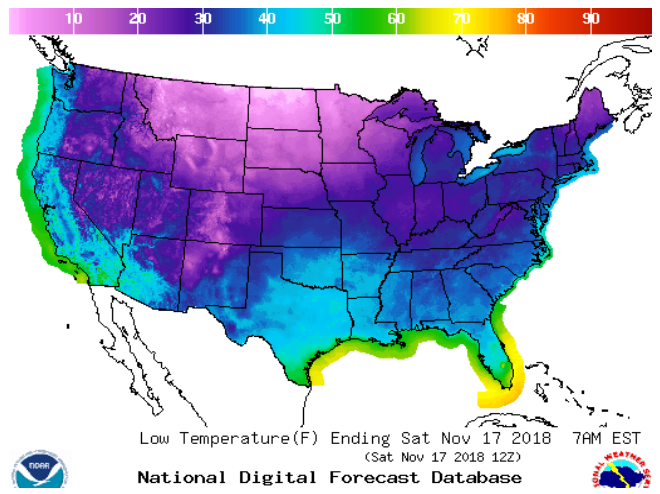 10 20 30 40 50 60 70 80 90
Low Temperature(F) Ending Sat Nov 17 2018 7AM EST
(Sat Nov 17 2018 12Z)
National Digital Forecast Database
noaa